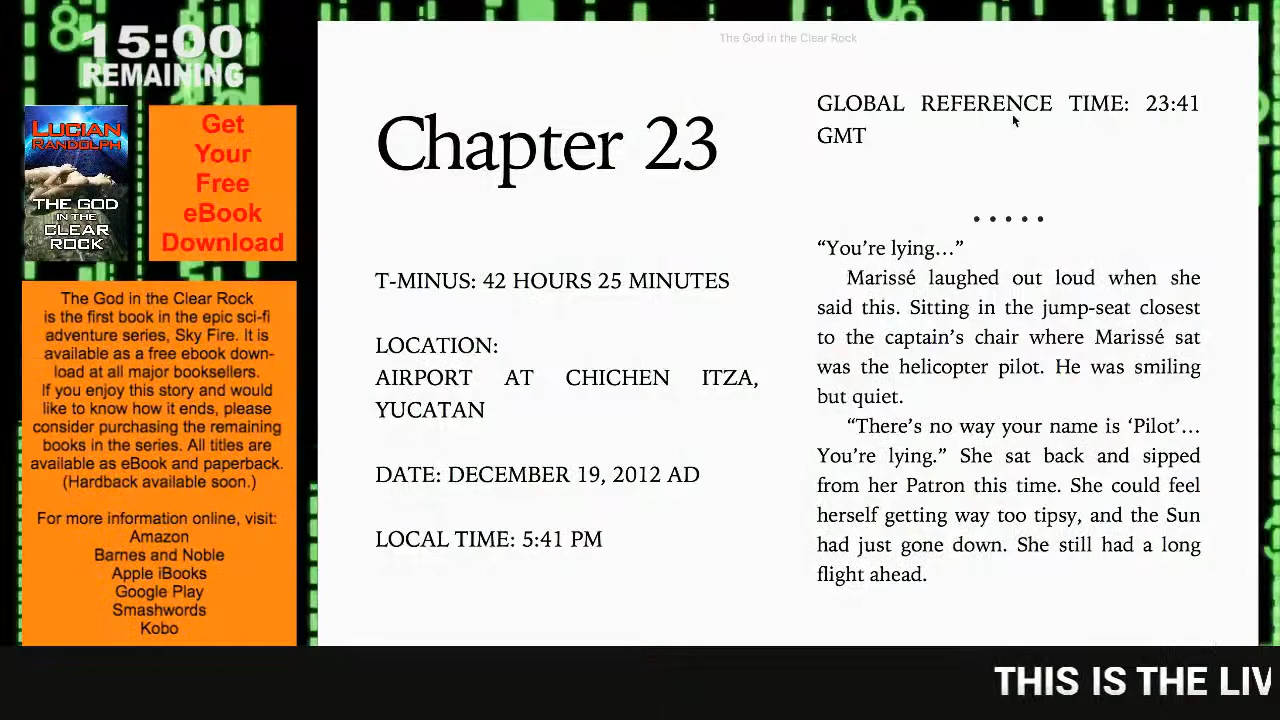 15:00
REMAINING
LUCIAN
RANDOLPH
THE GOD
IN THE
CLEAR
ROCK
Get
Your
Free
eBook
Download
The God in the Clear Rock
is the first book in the epic sci-fi
adventure series, Sky Fire. It is
available as a free ebook down-
load at all major booksellers.
If you enjoy this story and would
like to know how it ends, please
consider purchasing the remaining
books in the series. All titles are
available as eBook and paperback.
(Hardback available soon.)
For more information online, visit:
Amazon
Barnes and Noble
Apple iBooks
Google Play
Smashwords
Kobo
The God in the Clear Rock
Chapter 23
T-MINUS: 42 HOURS 25 MINUTES
LOCATION:
AIRPORT AT CHICHEN ITZA,
YUCATAN
DATE: DECEMBER 19, 2012 AD
LOCAL TIME: 5:41 PM
GLOBAL REFERENCE TIME: 23:41
GMT
• • • • •
“You’re lying…”
Marissé laughed out loud when she
said this. Sitting in the jump-seat closest
to the captain’s chair where Marissé sat
was the helicopter pilot. He was smiling
but quiet.
“There’s no way your name is ‘Pilot’…
You’re lying.” She sat back and sipped
from her Patron this time. She could feel
herself getting way too tipsy, and the Sun
had just gone down. She still had a long
flight ahead.
THIS IS THE LIV